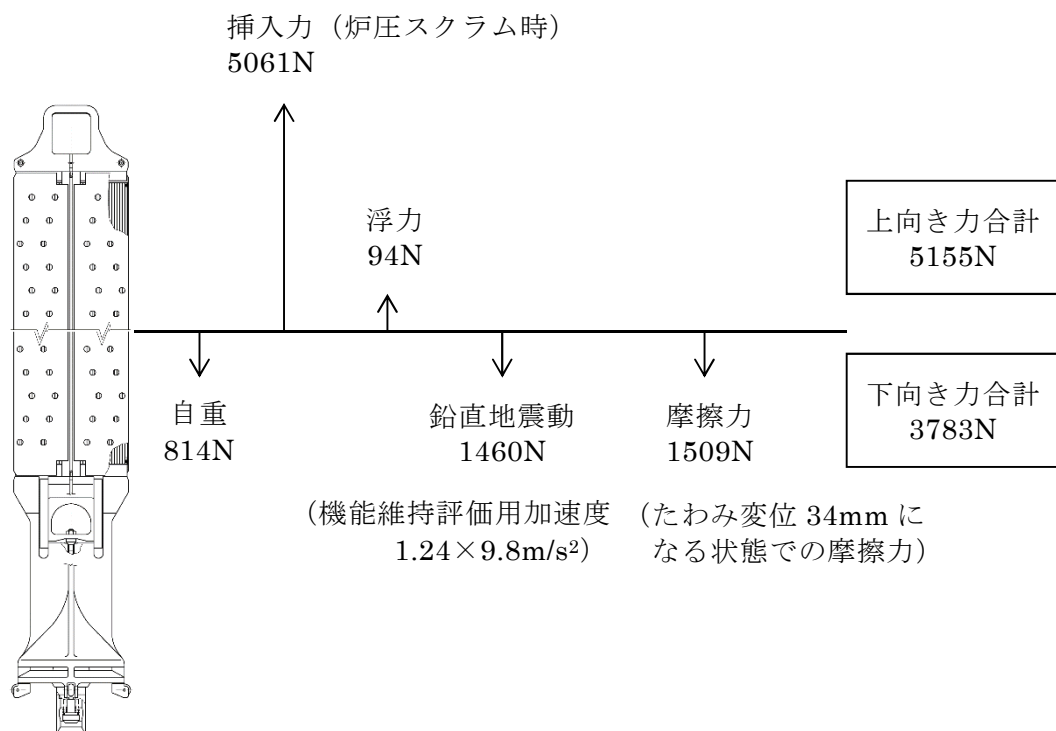 挿入力（炉圧スクラム時）
5061N
浮力
94N
上向き力合計
5155N
自重
814N
鉛直地震動
1460N
（機能維持評価用加速度
1.24×9.8m/s²）
摩擦力
1509N
（たわみ変位 34mm に
なる状態での摩擦力）
下向き力合計
3783N